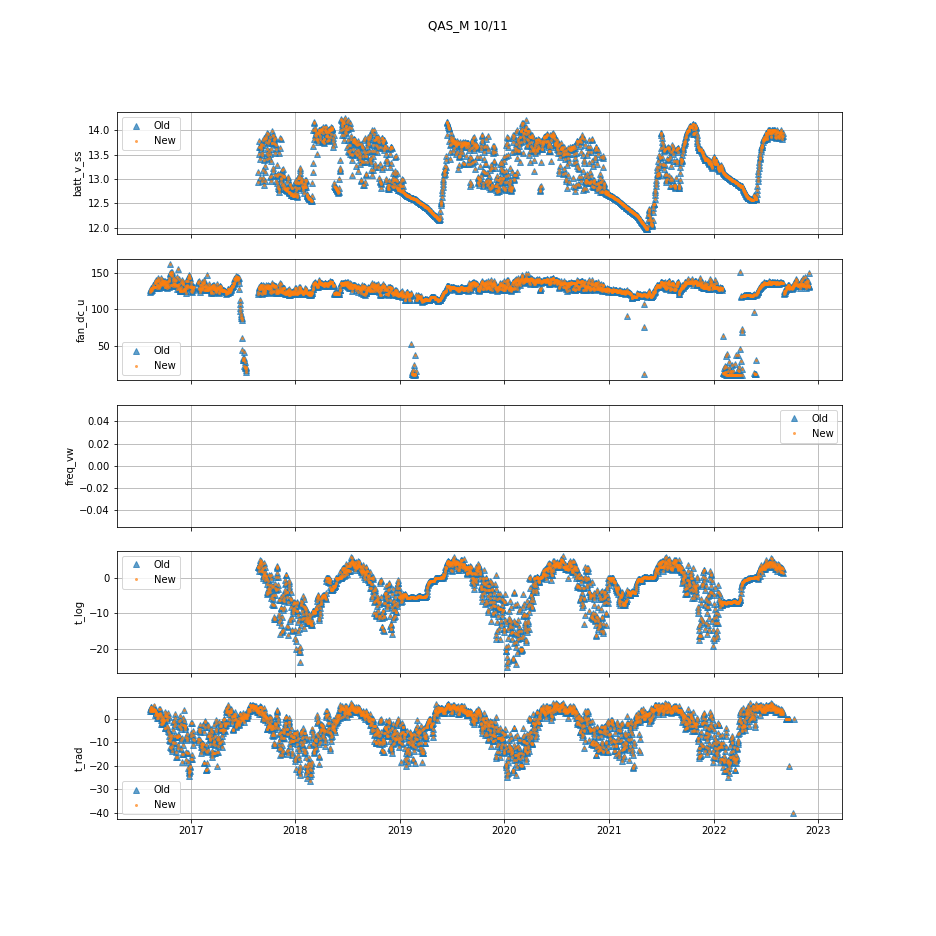 QAS_M 10/11
batt_v_ss
14.0
13.5
13.0
12.5
12.0
Old
New
fan_dc_u
150
100
50
Old
New
freq_vw
0.04
0.02
0.00
−0.02
−0.04
Old
New
t_log
0
−10
−20
Old
New
t_rad
0
−10
−20
−30
−40
Old
New
2017 2018 2019 2020 2021 2022 2023